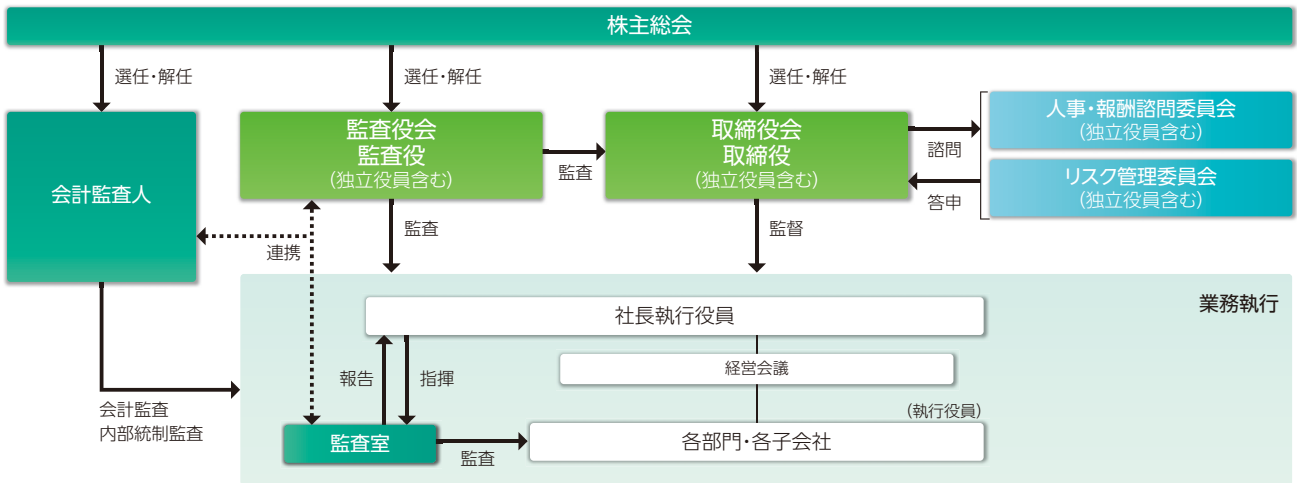 株主総会
選任・解任
選任・解任
選任・解任
会計監査人
監査役会
監査役
(独立役員含む)
監査
取締役会
取締役
(独立役員含む)
諮問
答申
人事・報酬諮問委員会
(独立役員含む)
リスク管理委員会
(独立役員含む)
連携
監査
監督
業務執行
社長執行役員
経営会議
報告
指揮
(執行役員)
会計監査
内部統制監査
監査室
監査
各部門・各子会社